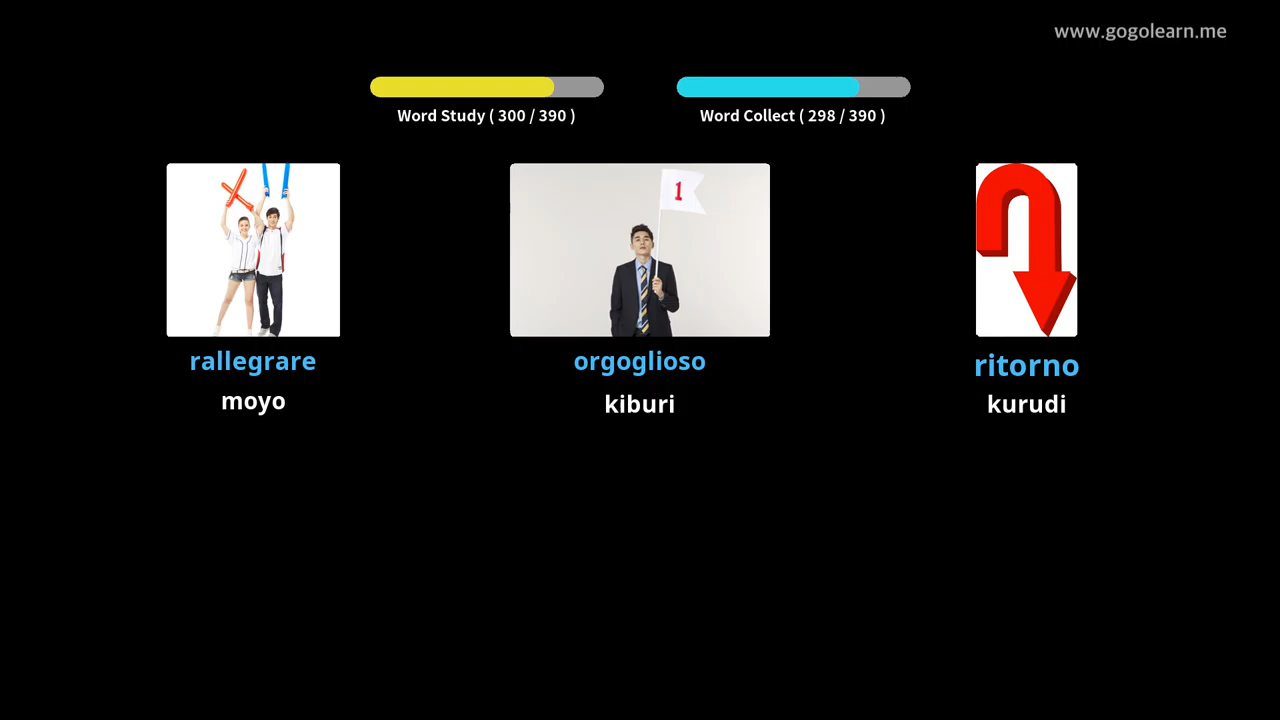 www.gogolearn.me
Word Study ( 300 / 390 )
Word Collect ( 298 / 390 )
1
rallegrare
orgoglioso
ritorno
moyo
kiburi
kurudi